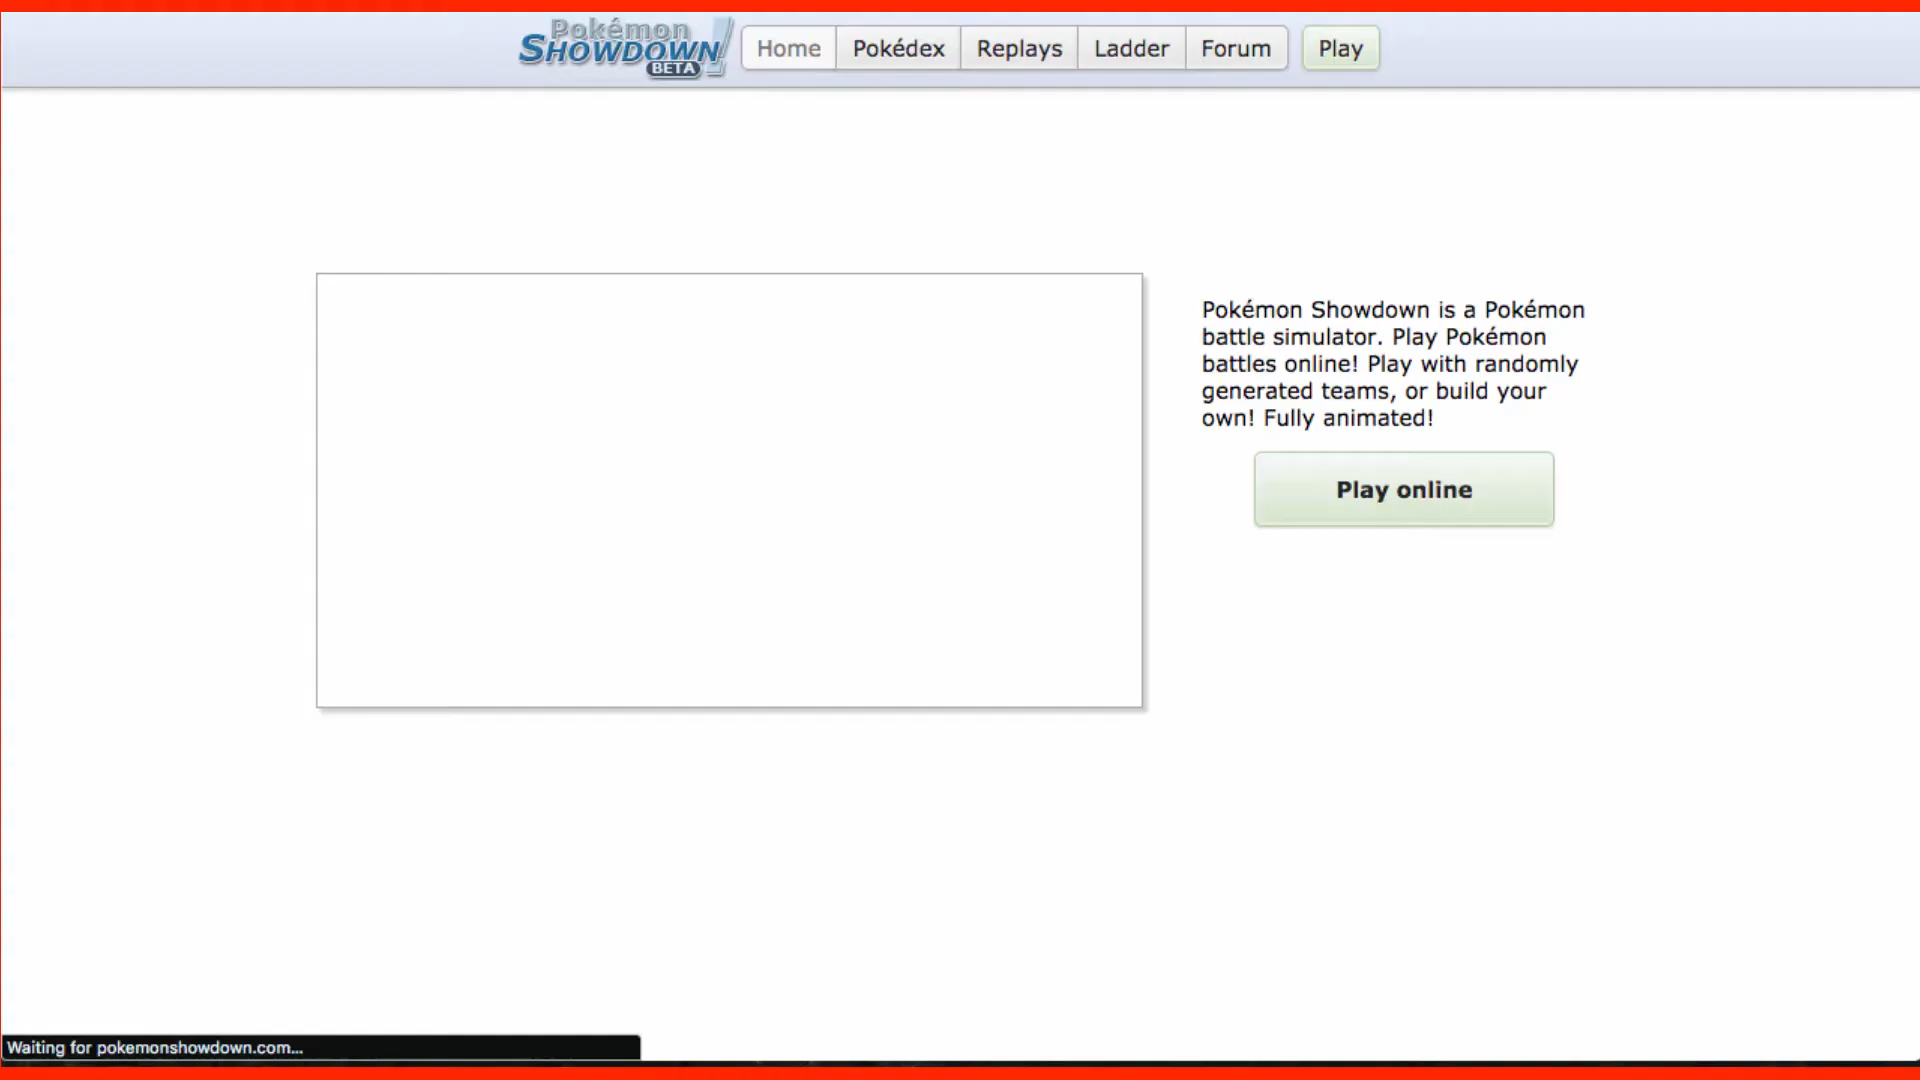 Pokémon
SHOWDOWN!
BETA
Home
Pokédex
Replays
Ladder
Forum
Play
Pokémon Showdown is a Pokémon
battle simulator. Play Pokémon
battles online! Play with randomly
generated teams, or build your
own! Fully animated!
Play online
Waiting for pokemonshowdown.com...